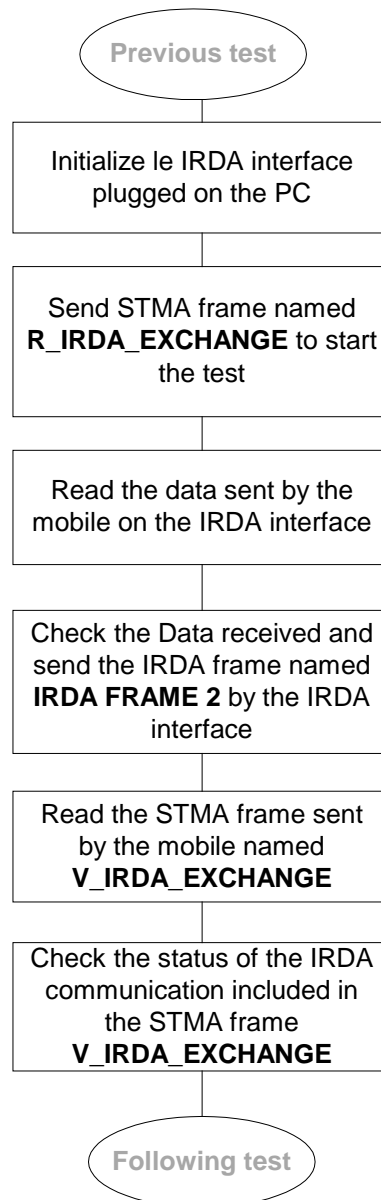 Previous test
Initialize le IRDA interface
plugged on the PC
Send STMA frame named
R_IRDA_EXCHANGE to start
the test
Read the data sent by the
mobile on the IRDA interface
Check the Data received and
send the IRDA frame named
IRDA FRAME 2 by the IRDA
interface
Read the STMA frame sent
by the mobile named
V_IRDA_EXCHANGE
Check the status of the IRDA
communication included in
the STMA frame
V_IRDA_EXCHANGE
Following test